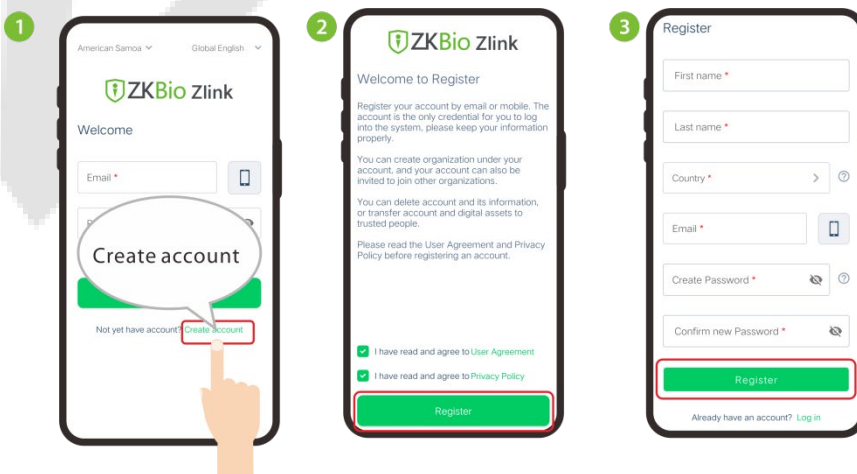 1
American Samoa
Global English
ZKBio Zlink
Welcome
Email *
Create account
Not yet have account? Create account
2
ZKBio Zlink
Welcome to Register
Register your account by email or mobile. The
account is the only credential for you to log
into the system, please keep your information
properly.
You can create organization under your
account, and your account can also be
invited to join other organizations.
You can delete account and its information,
or transfer account and digital assets to
trusted people.
Please read the User Agreement and Privacy
Policy before registering an account.
I have read and agree to User Agreement
I have read and agree to Privacy Policy
Register
3
Register
First name *
Last name *
Country *
Email *
Create Password *
Confirm new Password *
Register
Already have an account? Log in